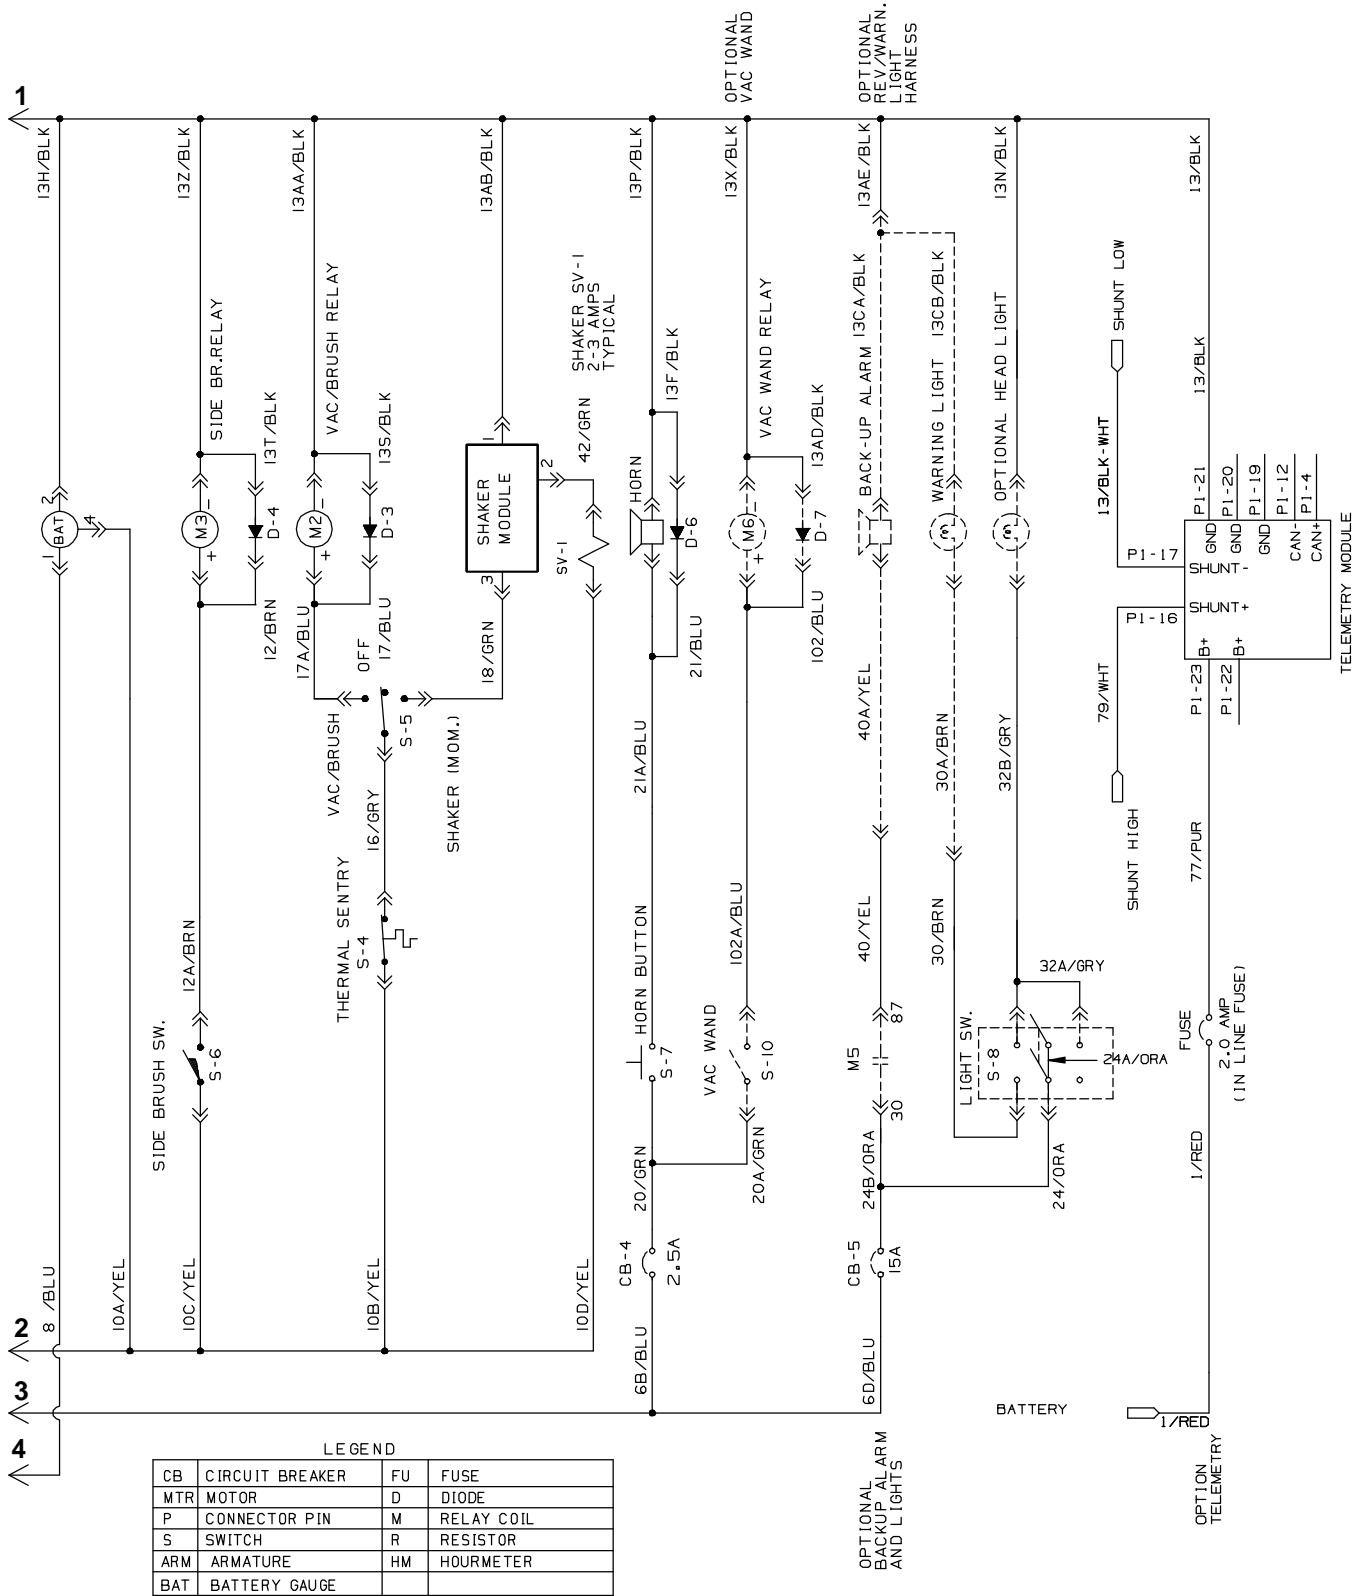 OPTIONAL
VAC WAND
OPTIONAL
REV/WARN.
LIGHT
HARNESS
1
13H/BLK
13Z/BLK
13AA/BLK
13AB/BLK
13P/BLK
13X/BLK
13AE/BLK
13N/BLK
13/BLK
SIDE BR.RELAY
VAC/BRUSH RELAY
SHAKER SV-1
2-3 AMPS
TYPICAL
13F/BLK
VAC WAND RELAY
13CA/BLK
13CB/BLK
SHUNT LOW
13T/BLK
13S/BLK
42/GRN
13AD/BLK
BACK-UP ALARM
WARNING LIGHT
OPTIONAL HEAD LIGHT
13/BLK
13/BLK-WHT
2
BAT
4
1
M3
-
+
D-4
M2
-
+
D-3
1
SHAKER
MODULE
2
3
SV-1
HORN
D-6
M6
+
D-7
P1-21
P1-20
P1-19
P1-12
P1-4
P1-17
SHUNT-
GND
GND
GND
CAN-
CAN+
P1-16
SHUNT+
B+
B+
P1-23
P1-22
TELEMETRY MODULE
12/BRN
17A/BLU
17/BLU
OFF
18/GRN
21/BLU
102/BLU
VAC/BRUSH
S-5
SHAKER (MOM.)
40A/YEL
30A/BRN
32B/GRY
79/WHT
SHUNT HIGH
16/GRY
21A/BLU
77/PUR
THERMAL SENTRY
S-4
12A/BRN
HORN BUTTON
S-7
102A/BLU
40/YEL
30/BRN
32A/GRY
SIDE BRUSH SW.
S-6
VAC WAND
S-10
87
M5
30
LIGHT SW.
S-8
24A/ORA
FUSE
2.0 AMP
(IN LINE FUSE)
20/GRN
20A/GRN
24B/ORA
24/ORA
1/RED
8 /BLU
10A/YEL
10C/YEL
10B/YEL
10D/YEL
CB-4
2.5A
CB-5
15A
2
6B/BLU
6D/BLU
3
BATTERY
1/RED
4
OPTIONAL
BACKUP ALARM
AND LIGHTS
OPTION
TELEMETRY
LEGEND
CB CIRCUIT BREAKER FU FUSE
MTR MOTOR D DIODE
P CONNECTOR PIN M RELAY COIL
S SWITCH R RESISTOR
ARM ARMATURE HM HOURMETER
BAT BATTERY GAUGE